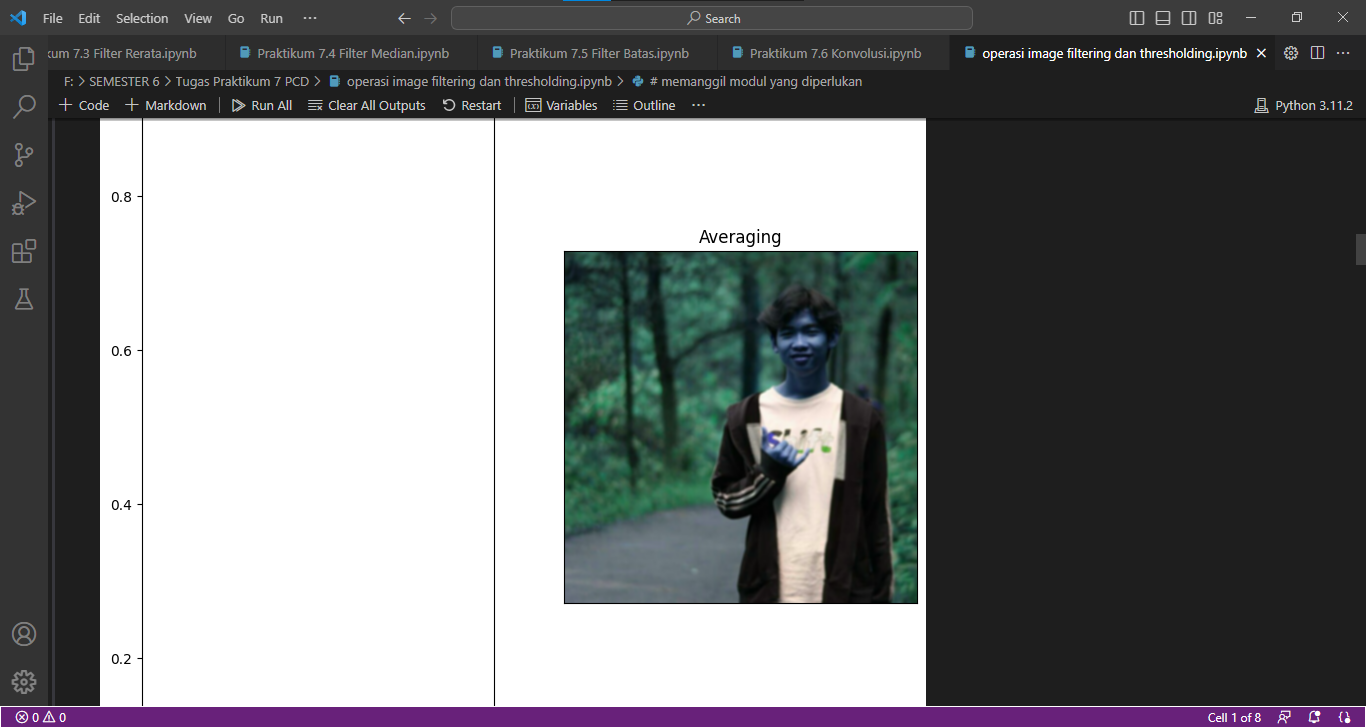 File Edit Selection View Go Run ··· Search
kum 7.3 Filter Rerata.ipynb Praktikum 7.4 Filter Median.ipynb Praktikum 7.5 Filter Batas.ipynb Praktikum 7.6 Konvolusi.ipynb operasi image filtering dan thresholding.ipynb
F: > SEMESTER 6 > Tugas Praktikum 7 PCD > operasi image filtering dan thresholding.ipynb > # memanggil modul yang diperlukan
+ Code + Markdown Run All Clear All Outputs Restart Variables Outline ··· Python 3.11.2
0.8
Averaging
0.6
0.4
0.2
0 0 Cell 1 of 8